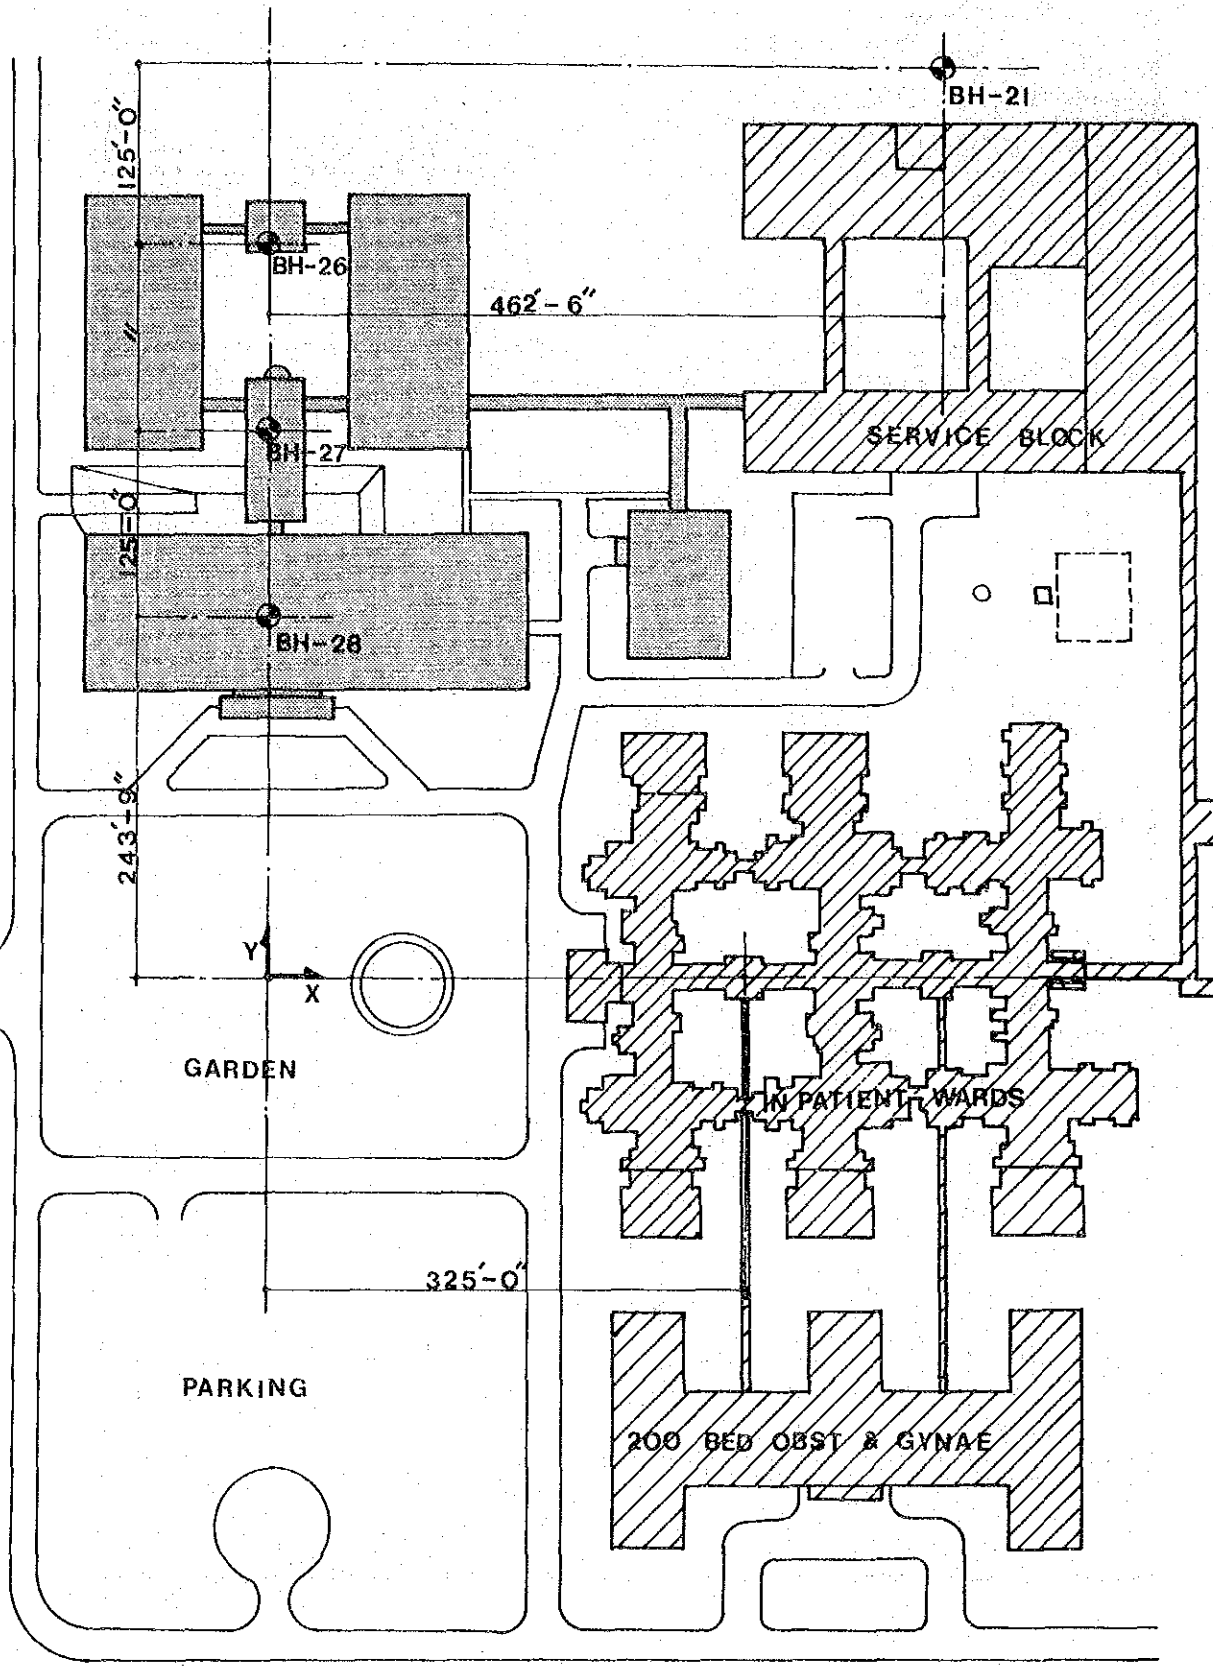 BH-21
125'-0"
BH-26
462'-6"
"
SERVICE BLOCK
BH-27
125'-0"
BH-28
243'-9"
Y
X
GARDEN
IN PATIENT WARDS
325'-0"
PARKING
200 BED OBST & GYNAE